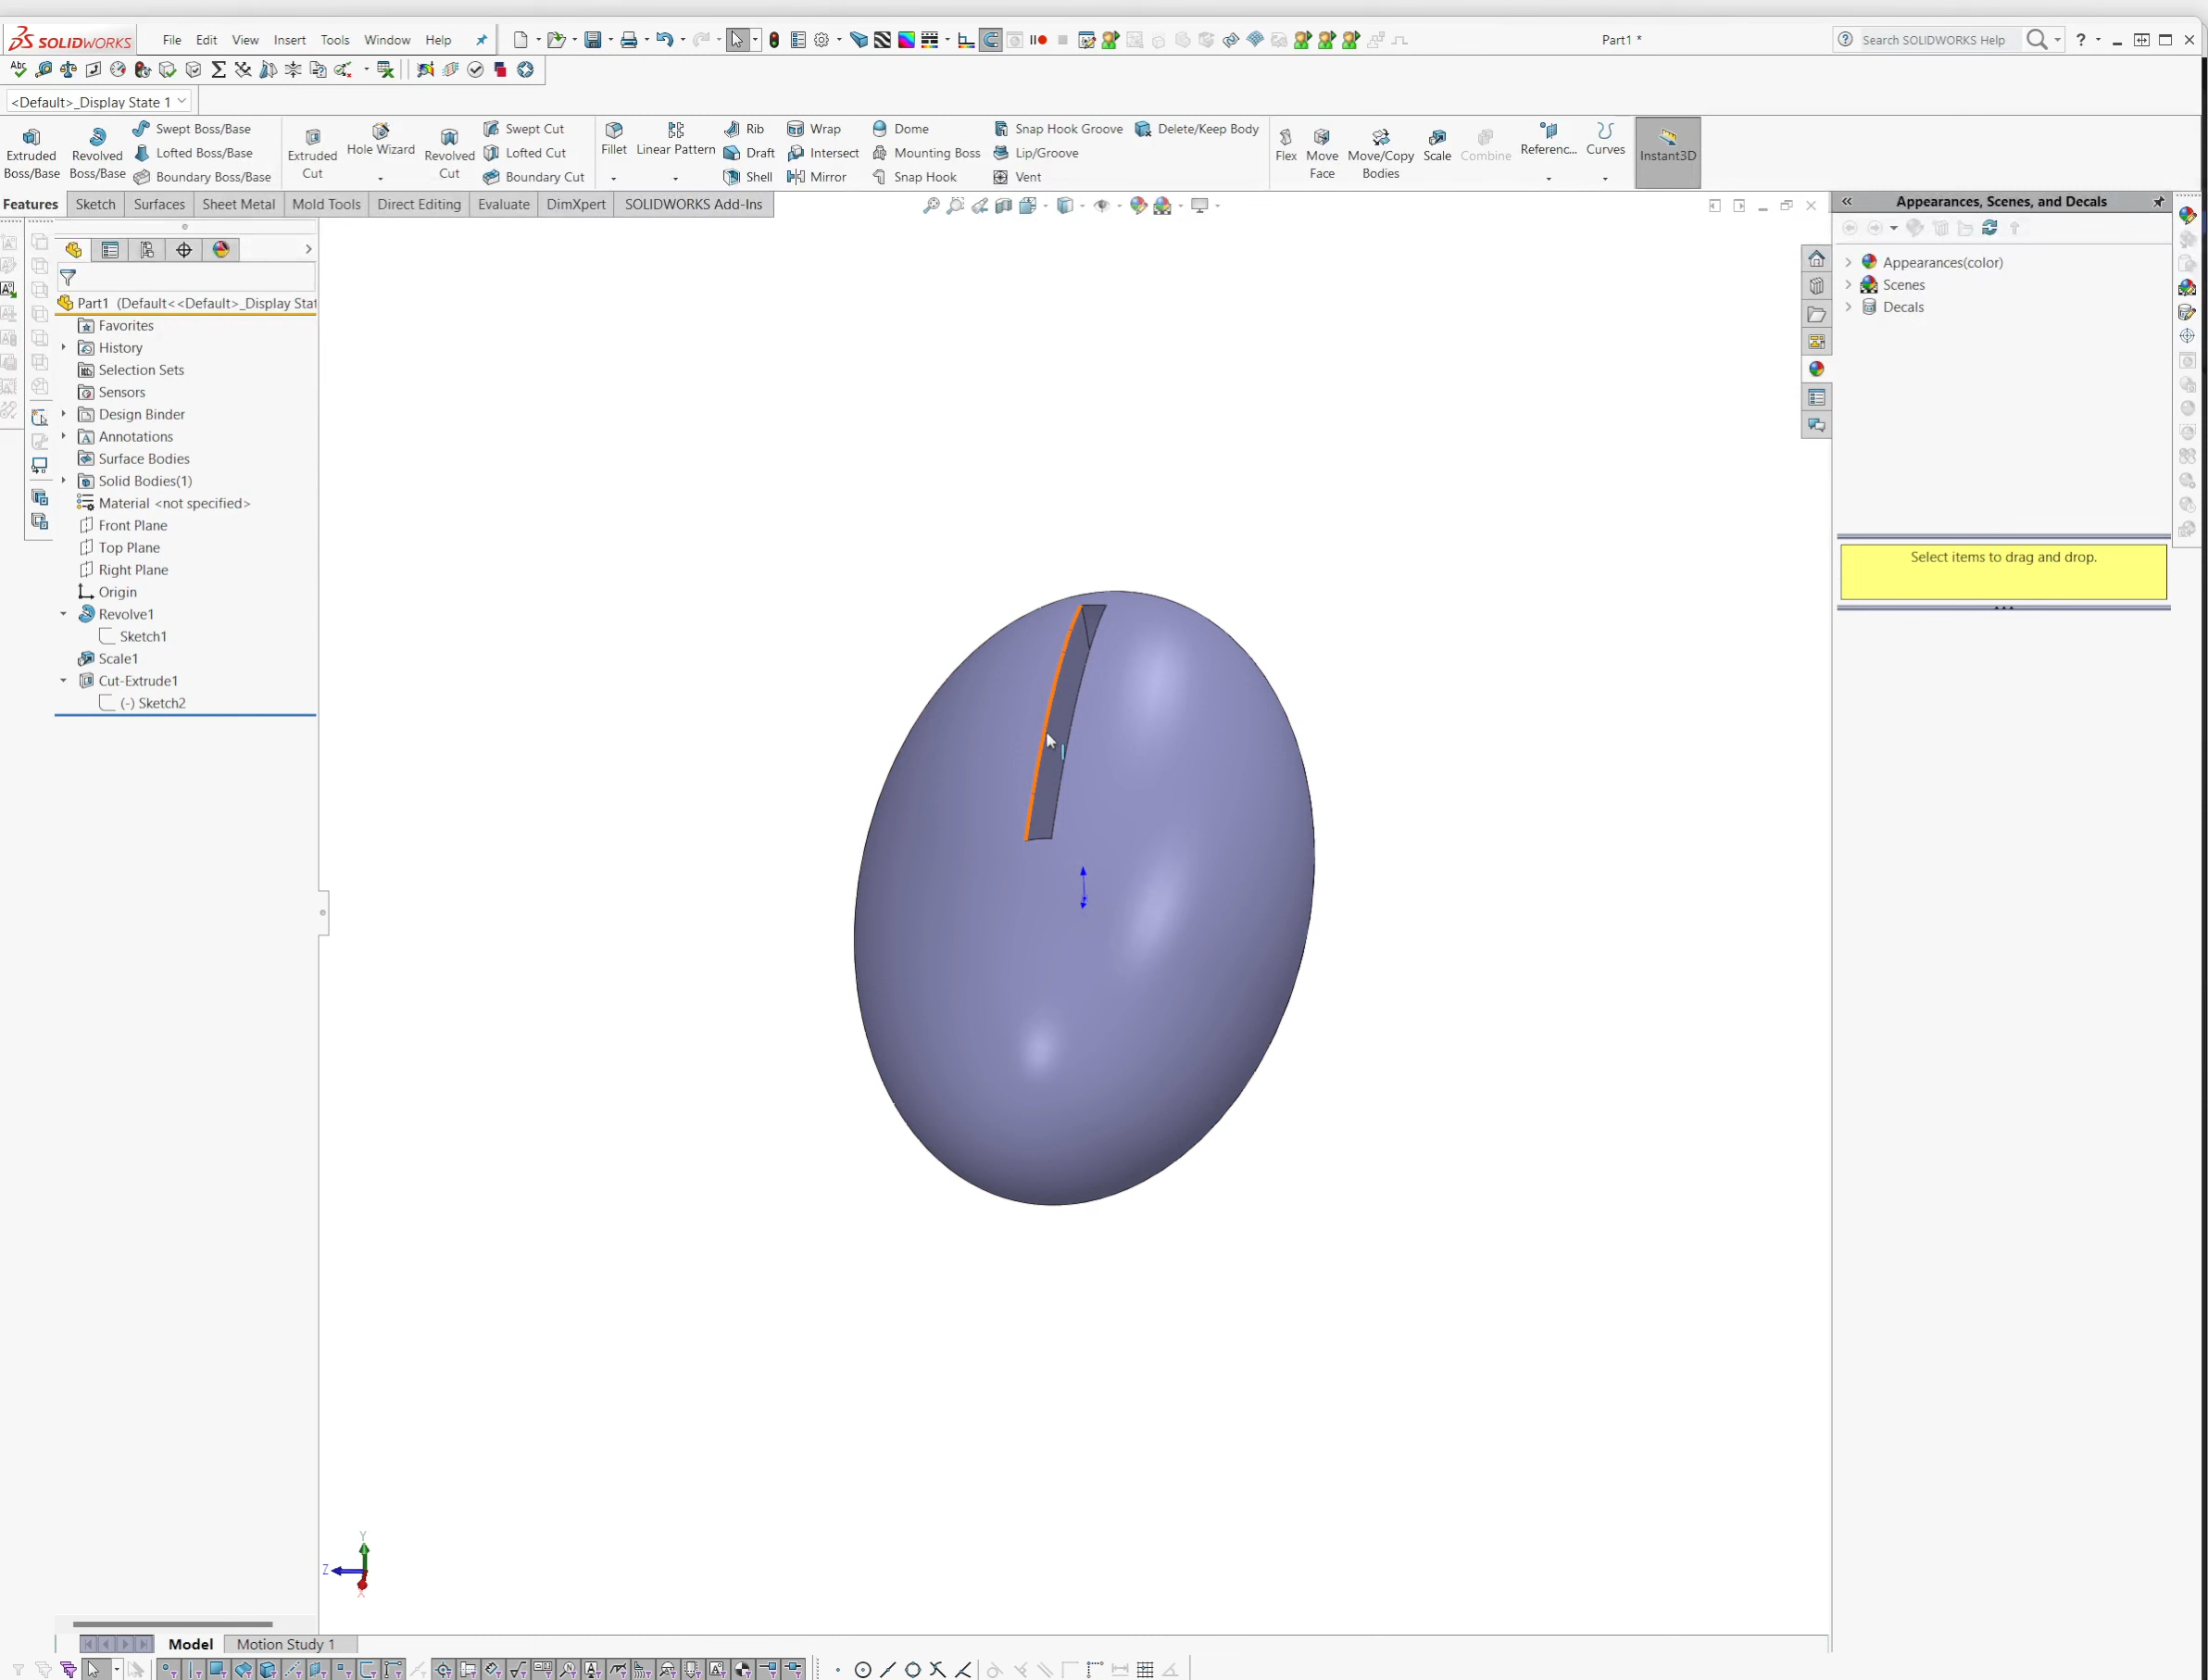 SOLIDWORKS File Edit View Insert Tools Window Help Part1 * Search SOLIDWORKS Help
<Default>_Display State 1
Extruded Boss/Base
Revolved Boss/Base
Swept Boss/Base
Lofted Boss/Base
Boundary Boss/Base
Extruded Cut
Hole Wizard
Revolved Cut
Swept Cut
Lofted Cut
Boundary Cut
Fillet
Linear Pattern
Rib
Draft
Shell
Wrap
Intersect
Mirror
Dome
Mounting Boss
Snap Hook
Snap Hook Groove
Lip/Groove
Vent
Delete/Keep Body
Flex
Move Face
Move/Copy Bodies
Scale
Combine
Referenc...
Curves
Instant3D
Features Sketch Surfaces Sheet Metal Mold Tools Direct Editing Evaluate DimXpert SOLIDWORKS Add-Ins
Part1 (Default<<Default>_Display Stat
Favorites
History
Selection Sets
Sensors
Design Binder
Annotations
Surface Bodies
Solid Bodies(1)
Material <not specified>
Front Plane
Top Plane
Right Plane
Origin
Revolve1
Sketch1
Scale1
Cut-Extrude1
(-) Sketch2
Appearances, Scenes, and Decals
Appearances(color)
Scenes
Decals
Select items to drag and drop.
Y
Z
X
Model Motion Study 1